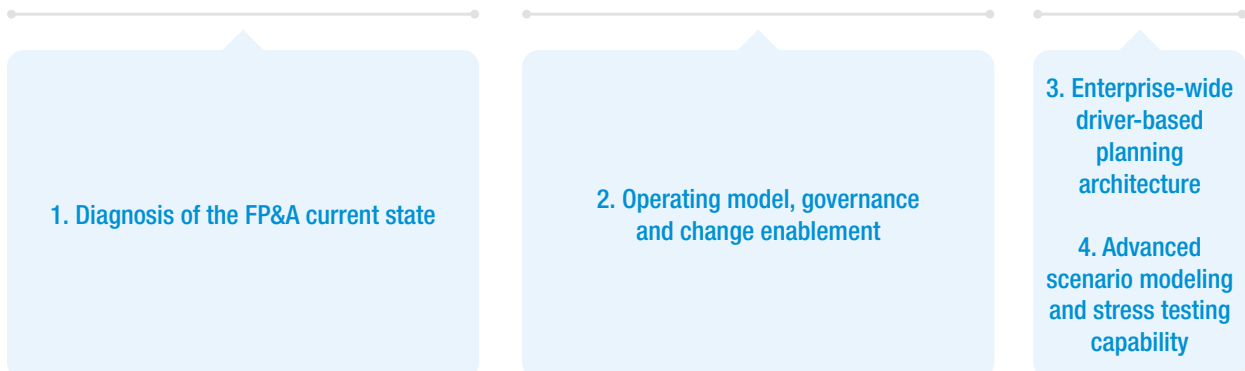 1. Diagnosis of the FP&A current state
2. Operating model, governance
and change enablement
3. Enterprise-wide
driver-based
planning
architecture
4. Advanced
scenario modeling
and stress testing
capability